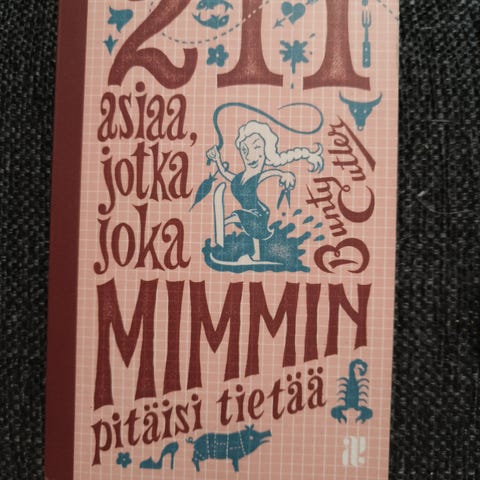 211
asiaa,
jotka
joka
Bunty
Cutler
MIMMIN
pitäisi tietää